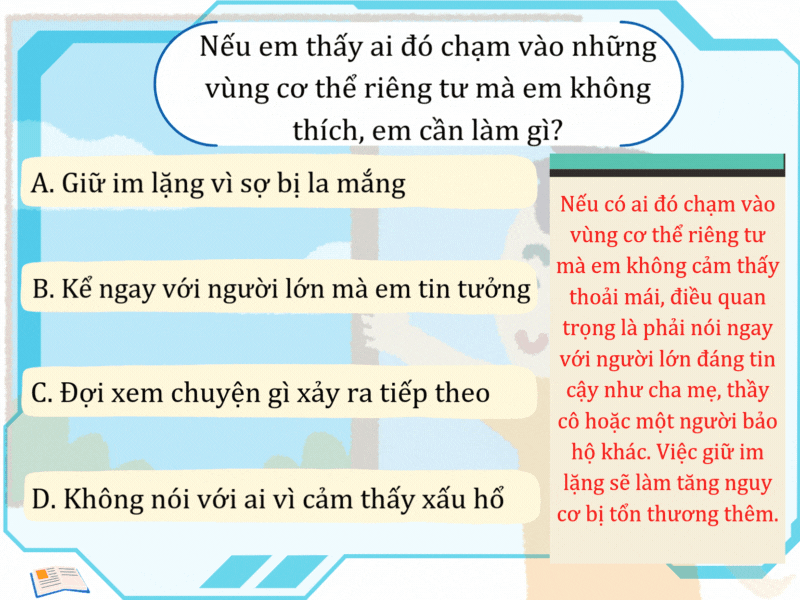 Nếu em thấy ai đó chạm vào những
vùng cơ thể riêng tư mà em không
thích, em cần làm gì?
A. Giữ im lặng vì sợ bị la mắng
B. Kể ngay với người lớn mà em tin tưởng
C. Đợi xem chuyện gì xảy ra tiếp theo
D. Không nói với ai vì cảm thấy xấu hổ
Nếu có ai đó chạm vào
vùng cơ thể riêng tư
mà em không cảm thấy
thoải mái, điều quan
trọng là phải nói ngay
với người lớn đáng tin
cậy như cha mẹ, thầy
cô hoặc một người bảo
hộ khác. Việc giữ im
lặng sẽ làm tăng nguy
cơ bị tổn thương thêm.